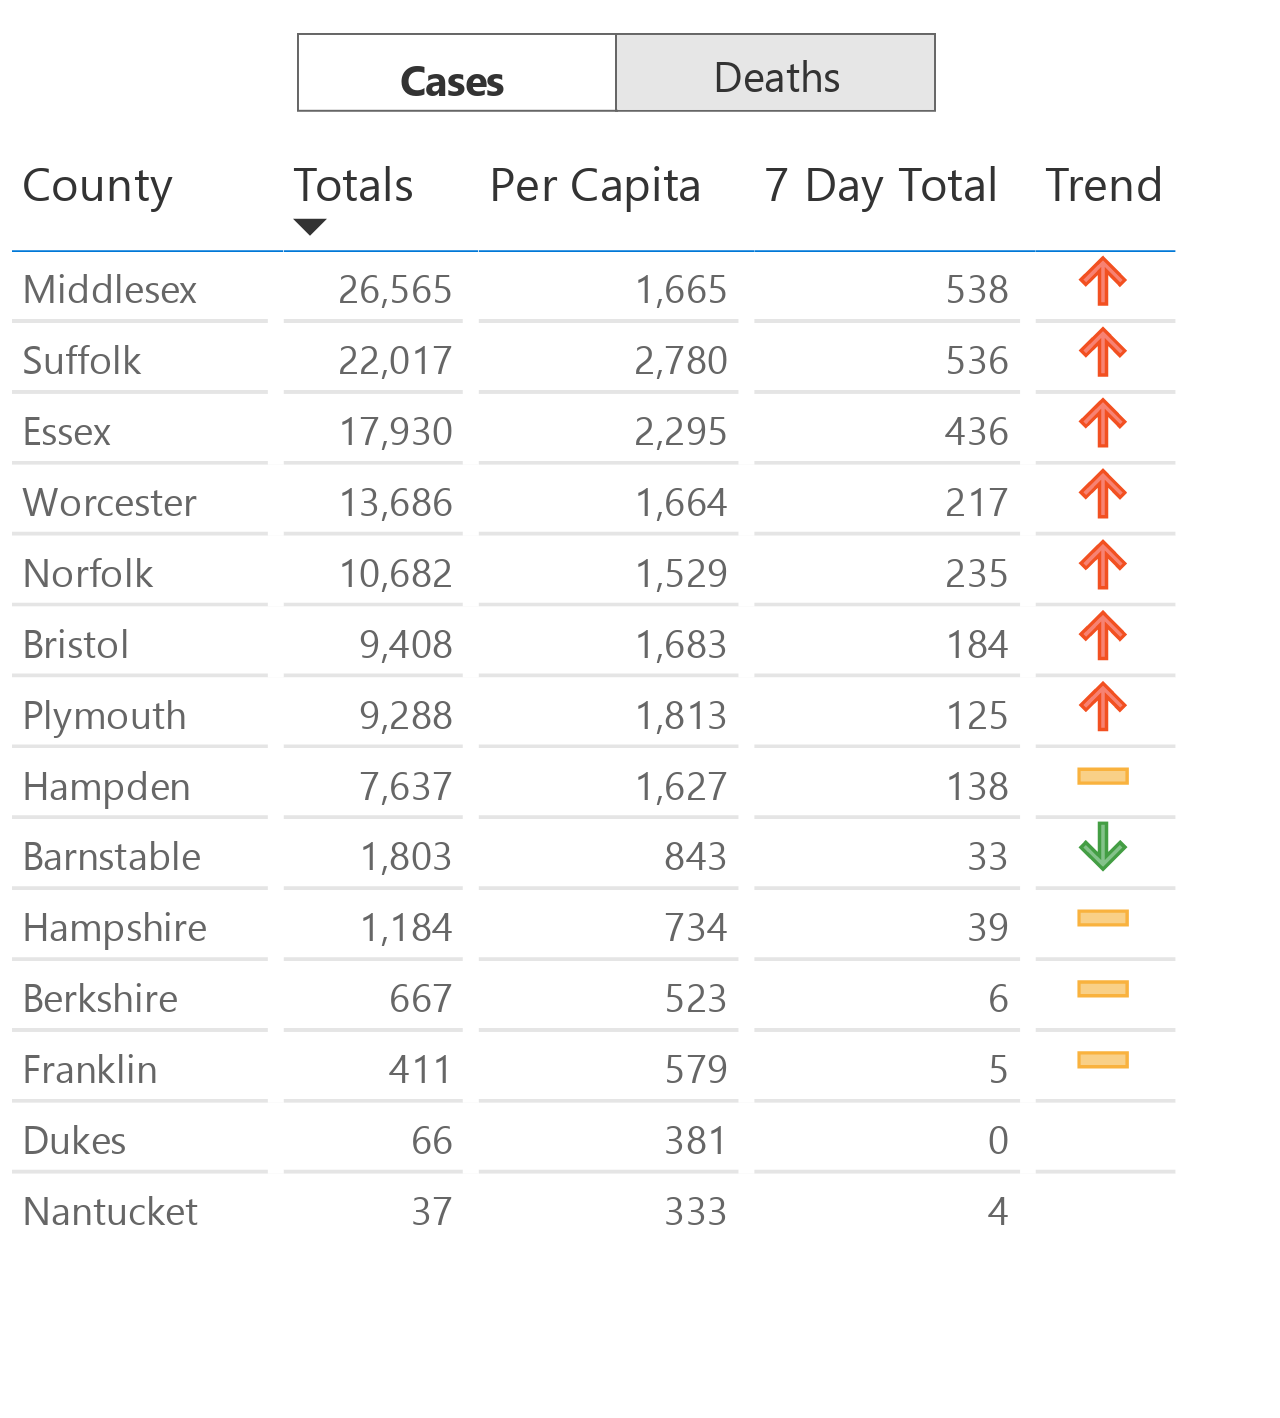 Cases Deaths
County Totals Per Capita 7 Day Total Trend
Middlesex 26,565 1,665 538
Suffolk 22,017 2,780 536
Essex 17,930 2,295 436
Worcester 13,686 1,664 217
Norfolk 10,682 1,529 235
Bristol 9,408 1,683 184
Plymouth 9,288 1,813 125
Hampden 7,637 1,627 138
Barnstable 1,803 843 33
Hampshire 1,184 734 39
Berkshire 667 523 6
Franklin 411 579 5
Dukes 66 381 0
Nantucket 37 333 4